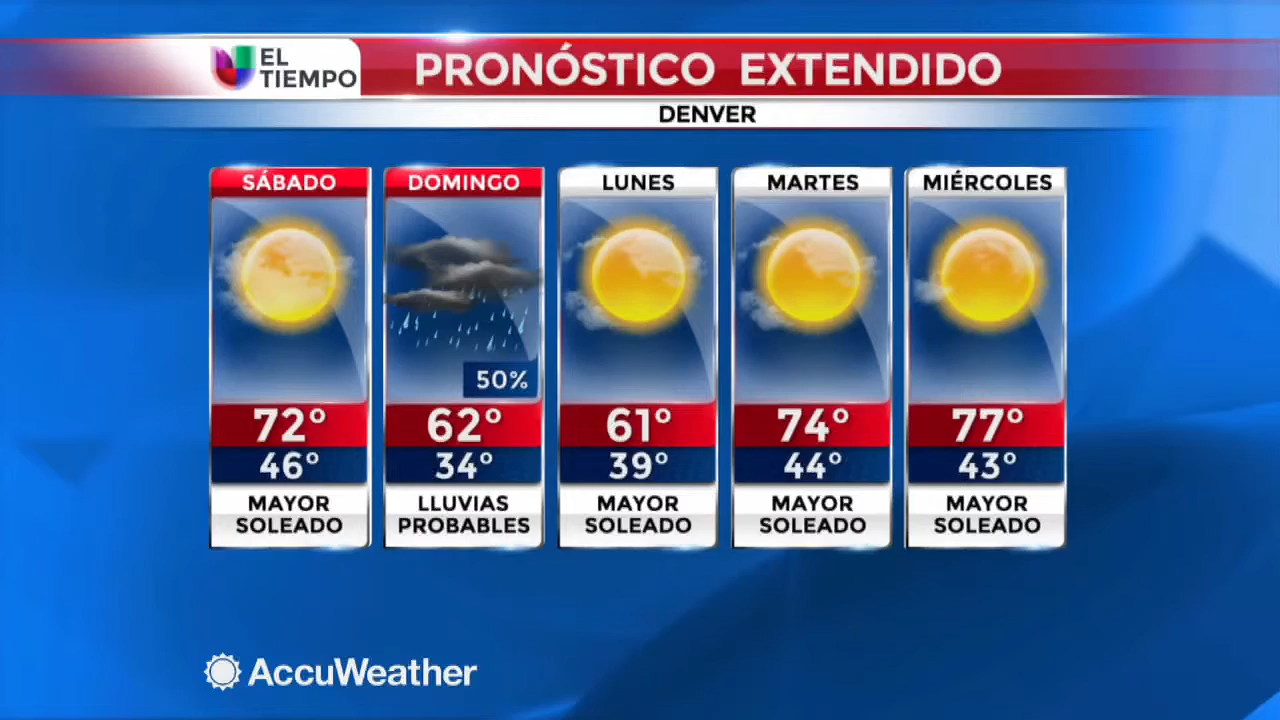 EL
TIEMPO
PRONÓSTICO EXTENDIDO
DENVER
SÁBADO
72°
46°
MAYOR
SOLEADO
DOMINGO
50%
62°
34°
LLUVIAS
PROBABLES
LUNES
61°
39°
MAYOR
SOLEADO
MARTES
74°
44°
MAYOR
SOLEADO
MIÉRCOLES
77°
43°
MAYOR
SOLEADO
AccuWeather